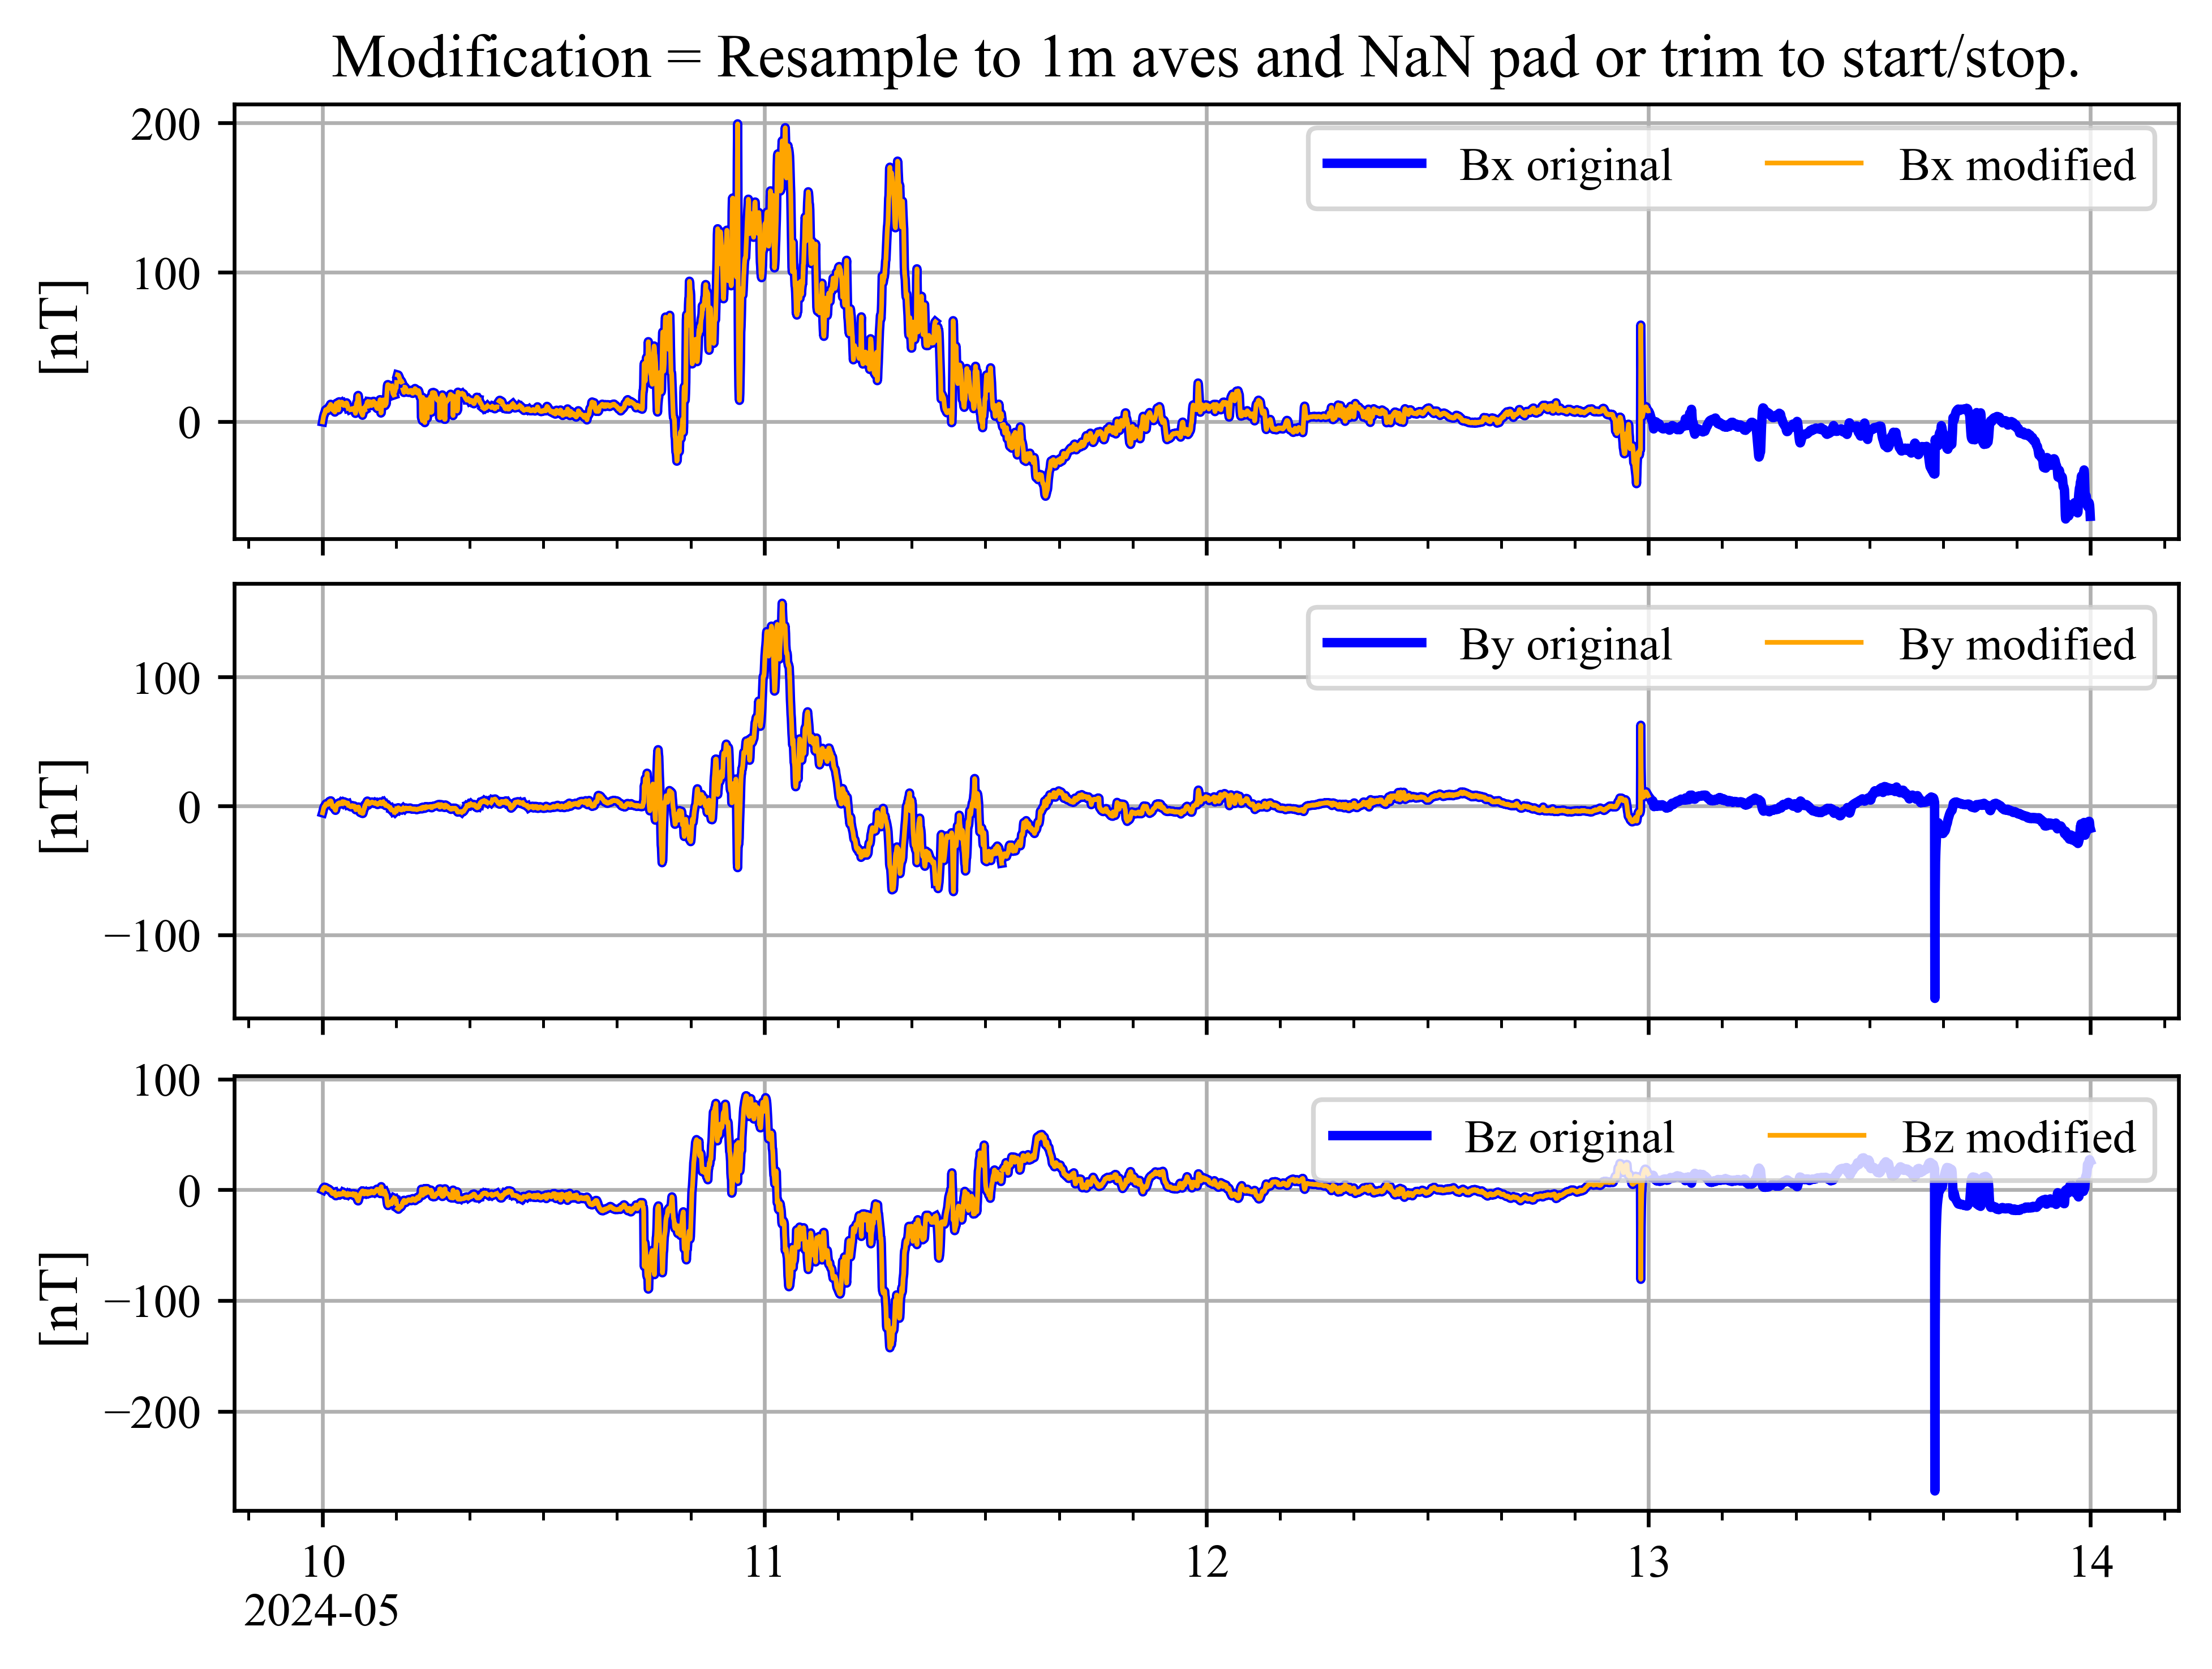 Modification = Resample to 1m aves and NaN pad or trim to start/stop.
200
100
0
[nT]
Bx original
Bx modified
100
0
−100
[nT]
By original
By modified
100
0
−100
−200
[nT]
Bz original
Bz modified
10
11
12
13
14
2024-05